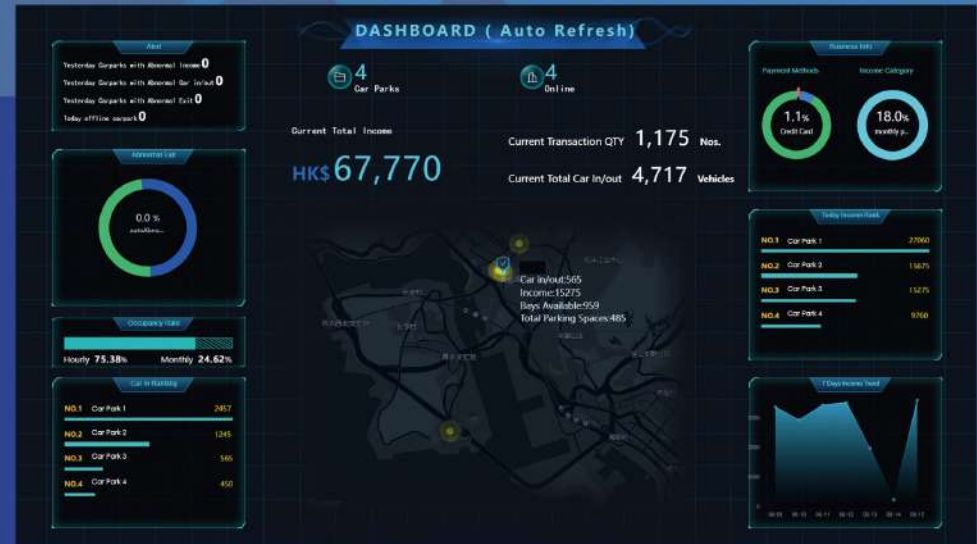 DASHBOARD ( Auto Refresh)
Alert
Yesterday Carparks with Abnormal Income 0
Yesterday Carparks with Abnormal Car in/out 0
Yesterday Carparks with Abnormal Exit 0
Today offline carpark 0
4
Car Parks
4
Online
Current Total Income
HK$ 67,770
Current Transaction QTY 1,175 Nos.
Current Total Car In/out 4,717 Vehicles
Business Info
Payment Methods
Income Category
1.1%
Credit Card
18.0%
monthly p...
Abnormal Exit
0.0 %
Occupancy Rate
Hourly 75.38%
Monthly 24.62%
Car In Ranking
NO.1 Car Park 1 2457
NO.2 Car Park 2 1245
NO.3 Car Park 3 565
NO.4 Car Park 4 450
Car in/out:565
Income:15275
Bays Available:959
Total Parking Spaces:485
Today Income Rank
NO.1 Car Park 1 27060
NO.2 Car Park 2 15675
NO.3 Car Park 3 15275
NO.4 Car Park 4 9760
7 Days Income Trend